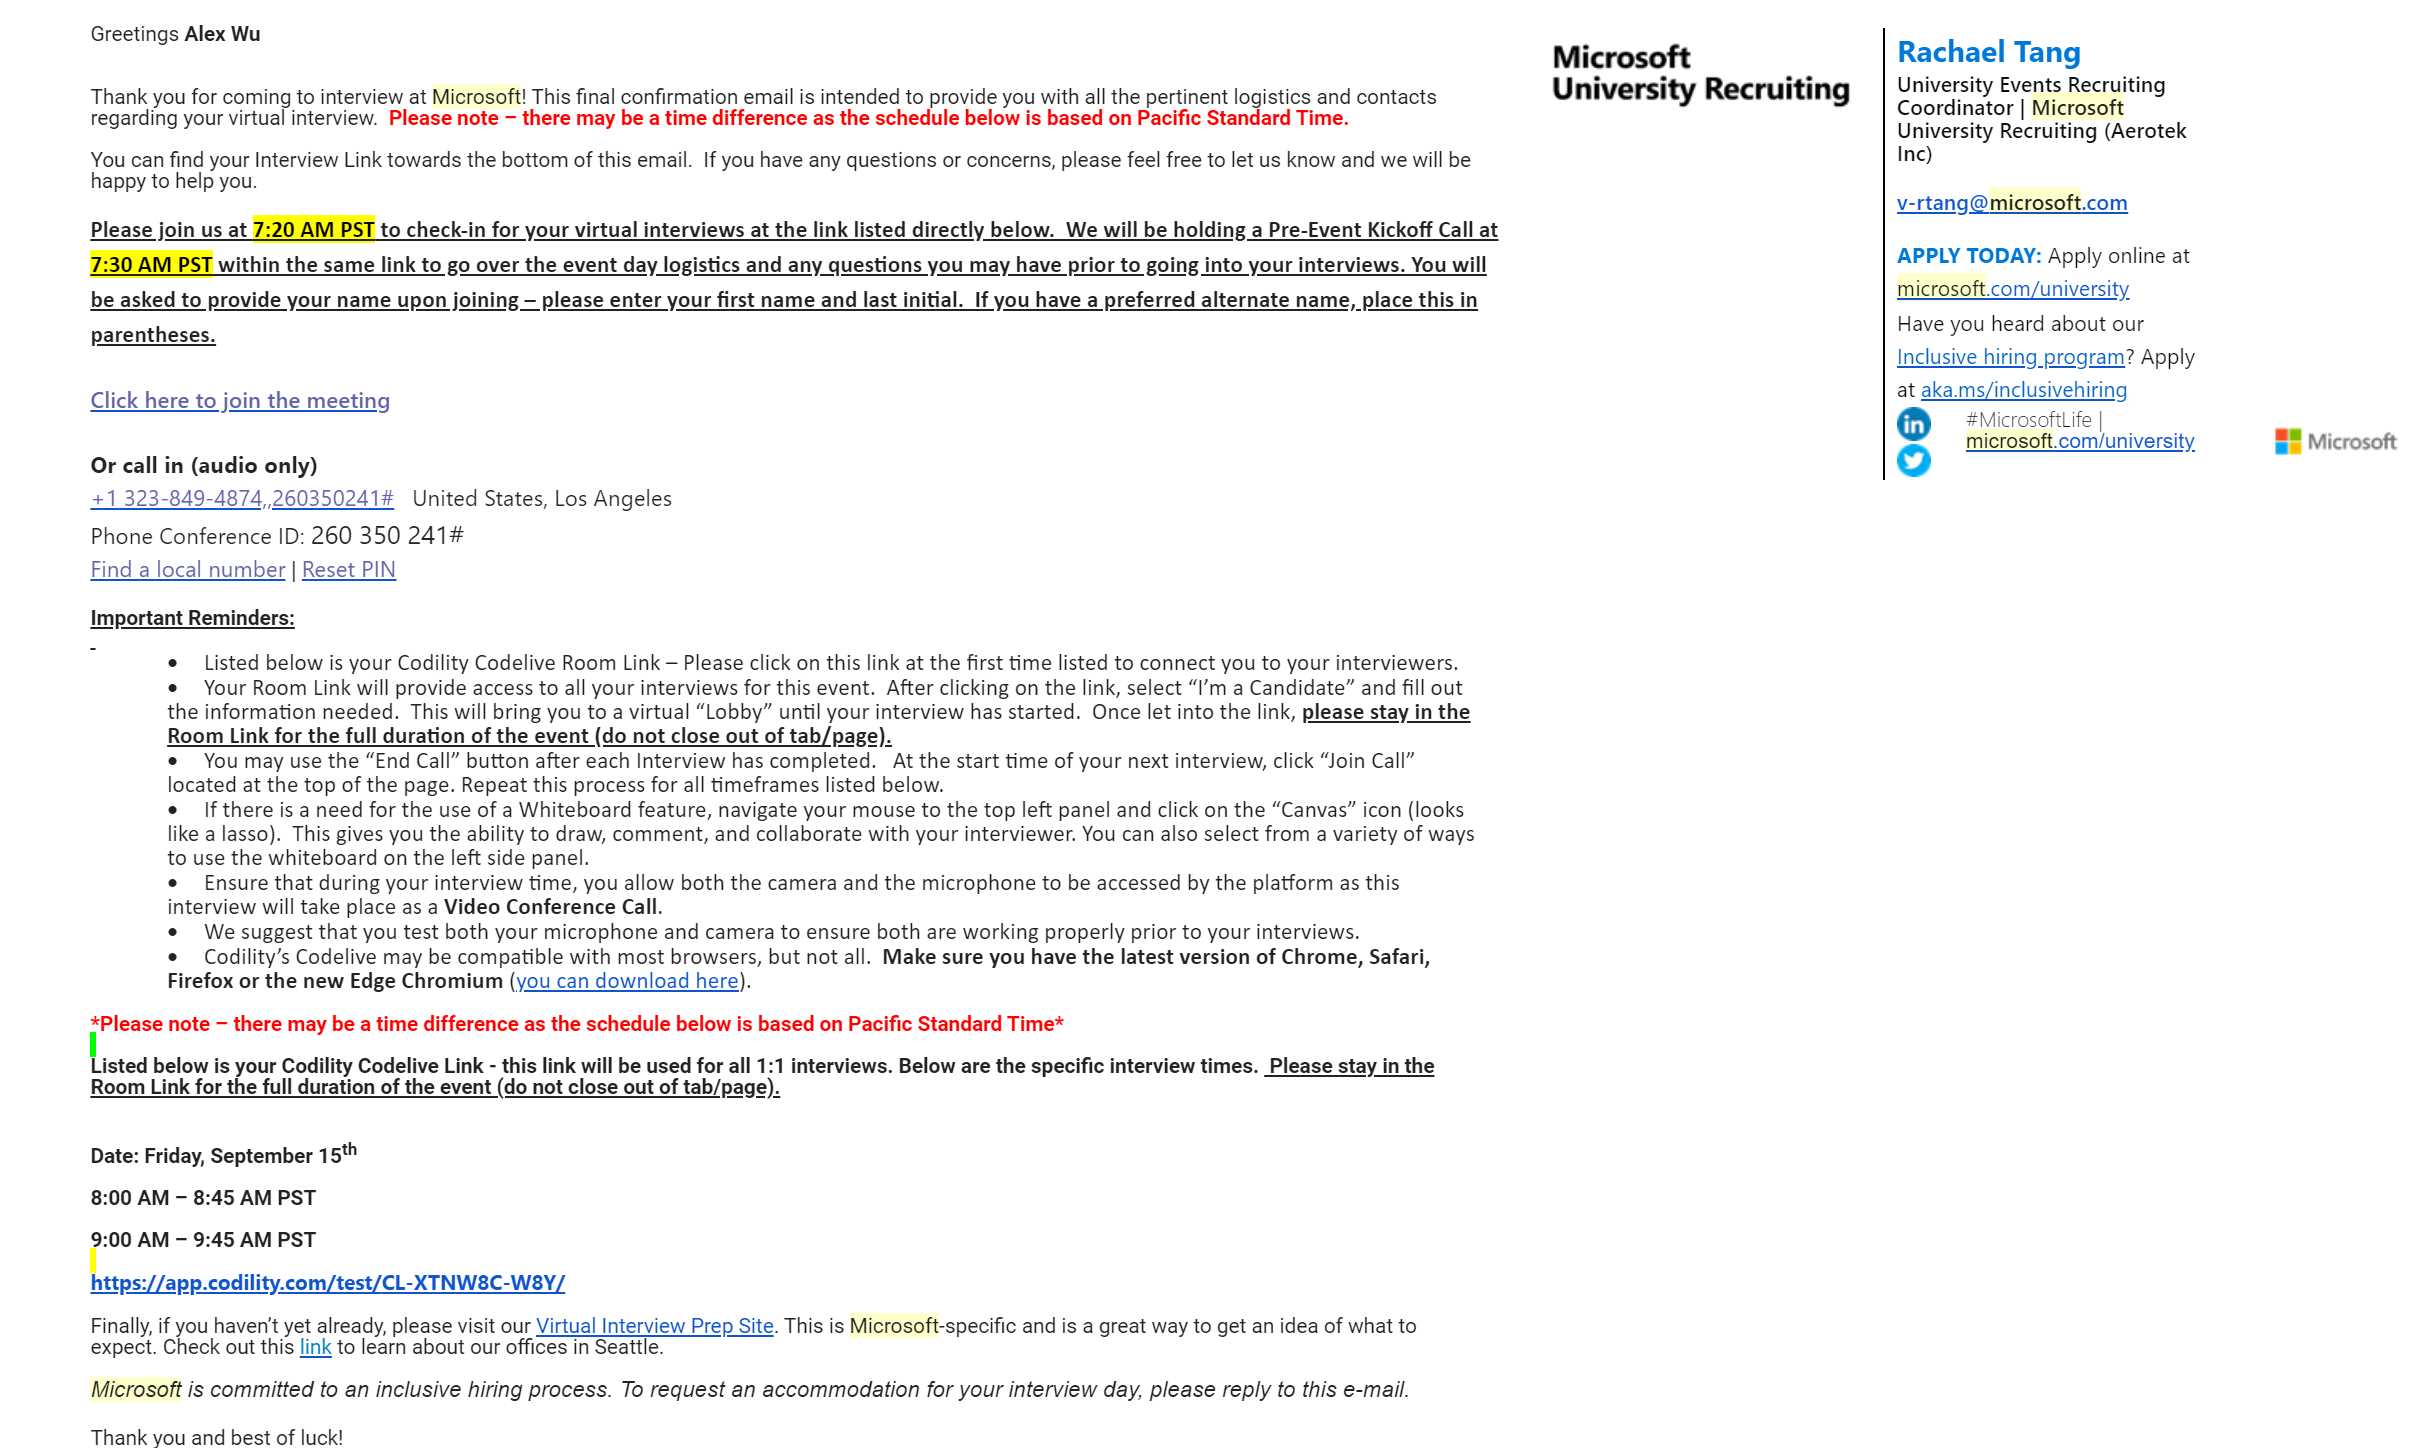 Greetings Alex Wu
Thank you for coming to interview at Microsoft! This final confirmation email is intended to provide you with all the pertinent logistics and contacts
regarding your virtual interview.  Please note – there may be a time difference as the schedule below is based on Pacific Standard Time.
You can find your Interview Link towards the bottom of this email.  If you have any questions or concerns, please feel free to let us know and we will be
happy to help you.
Please join us at 7:20 AM PST to check-in for your virtual interviews at the link listed directly below.  We will be holding a Pre-Event Kickoff Call at
7:30 AM PST within the same link to go over the event day logistics and any questions you may have prior to going into your interviews. You will
be asked to provide your name upon joining – please enter your first name and last initial.  If you have a preferred alternate name, place this in
parentheses.
Click here to join the meeting
Or call in (audio only)
+1 323-849-4874,,260350241#   United States, Los Angeles
Phone Conference ID: 260 350 241#
Find a local number | Reset PIN
Important Reminders:
• Listed below is your Codility Codelive Room Link – Please click on this link at the first time listed to connect you to your interviewers.
• Your Room Link will provide access to all your interviews for this event.  After clicking on the link, select “I’m a Candidate” and fill out
the information needed.  This will bring you to a virtual “Lobby” until your interview has started.  Once let into the link, please stay in the
Room Link for the full duration of the event (do not close out of tab/page).
• You may use the “End Call” button after each Interview has completed.   At the start time of your next interview, click “Join Call”
located at the top of the page. Repeat this process for all timeframes listed below.
• If there is a need for the use of a Whiteboard feature, navigate your mouse to the top left panel and click on the “Canvas” icon (looks
like a lasso).  This gives you the ability to draw, comment, and collaborate with your interviewer. You can also select from a variety of ways
to use the whiteboard on the left side panel.
• Ensure that during your interview time, you allow both the camera and the microphone to be accessed by the platform as this
interview will take place as a Video Conference Call.
• We suggest that you test both your microphone and camera to ensure both are working properly prior to your interviews.
• Codility’s Codelive may be compatible with most browsers, but not all.  Make sure you have the latest version of Chrome, Safari,
Firefox or the new Edge Chromium (you can download here).
*Please note – there may be a time difference as the schedule below is based on Pacific Standard Time*
Listed below is your Codility Codelive Link - this link will be used for all 1:1 interviews. Below are the specific interview times.  Please stay in the
Room Link for the full duration of the event (do not close out of tab/page).
Date: Friday, September 15th
8:00 AM – 8:45 AM PST
9:00 AM – 9:45 AM PST
https://app.codility.com/test/CL-XTNW8C-W8Y/
Finally, if you haven’t yet already, please visit our Virtual Interview Prep Site. This is Microsoft-specific and is a great way to get an idea of what to
expect. Check out this link to learn about our offices in Seattle.
Microsoft is committed to an inclusive hiring process. To request an accommodation for your interview day, please reply to this e-mail.
Thank you and best of luck!
Microsoft
University Recruiting
Rachael Tang
University Events Recruiting
Coordinator | Microsoft
University Recruiting (Aerotek
Inc)
v-rtang@microsoft.com
APPLY TODAY: Apply online at
microsoft.com/university
Have you heard about our
Inclusive hiring program? Apply
at aka.ms/inclusivehiring
in
#MicrosoftLife |
microsoft.com/university
Microsoft